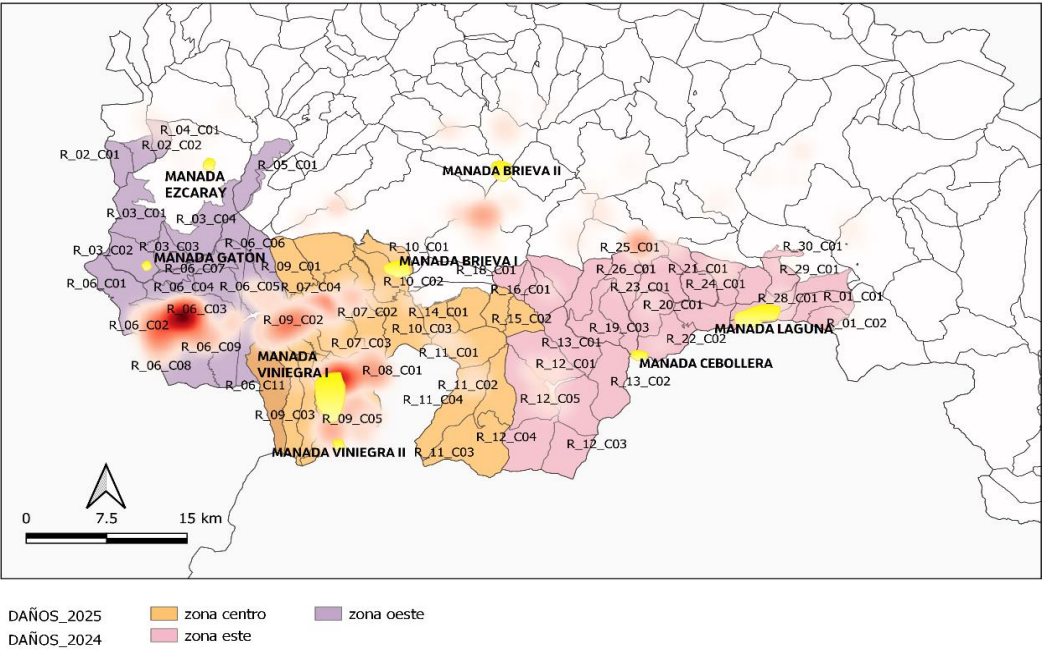 R_04_C01
R_02_C02
R_02_C01
R_05_C01
MANADA
EZCARAY
MANADA BRIEVA II
R_03_C01
R_03_C04
R_03_C02
R_03_C03
R_06_C06
MANADA GATÓN
R_06_C07
R_09_C01
R_10_C01
MANADA BRIEVA I
R_18_C01
R_25_C01
R_30_C01
R_06_C01
R_06_C04
R_06_C05
R_07_C04
R_10_C02
R_16_C01
R_26_C01
R_21_C01
R_29_C01
R_23_C01
R_24_C01
R_06_C03
R_20_C01
R_28_C01
R_01_C01
R_06_C02
R_09_C02
R_07_C02
R_14_C01
R_15_C02
R_10_C03
R_19_C03
MANADA LAGUNA
R_01_C02
R_06_C09
R_07_C03
R_11_C01
R_13_C01
R_22_C02
R_06_C08
MANADA
VINIEGRA I
R_08_C01
R_12_C01
MANADA CEBOLLERA
R_06_C11
R_11_C02
R_13_C02
R_11_C04
R_12_C05
R_09_C03
R_09_C05
R_12_C04
R_12_C03
MANADA VINIEGRA II
R_11_C03
0 7.5 15 km
DAÑOS_2025 zona centro zona oeste
DAÑOS_2024 zona este